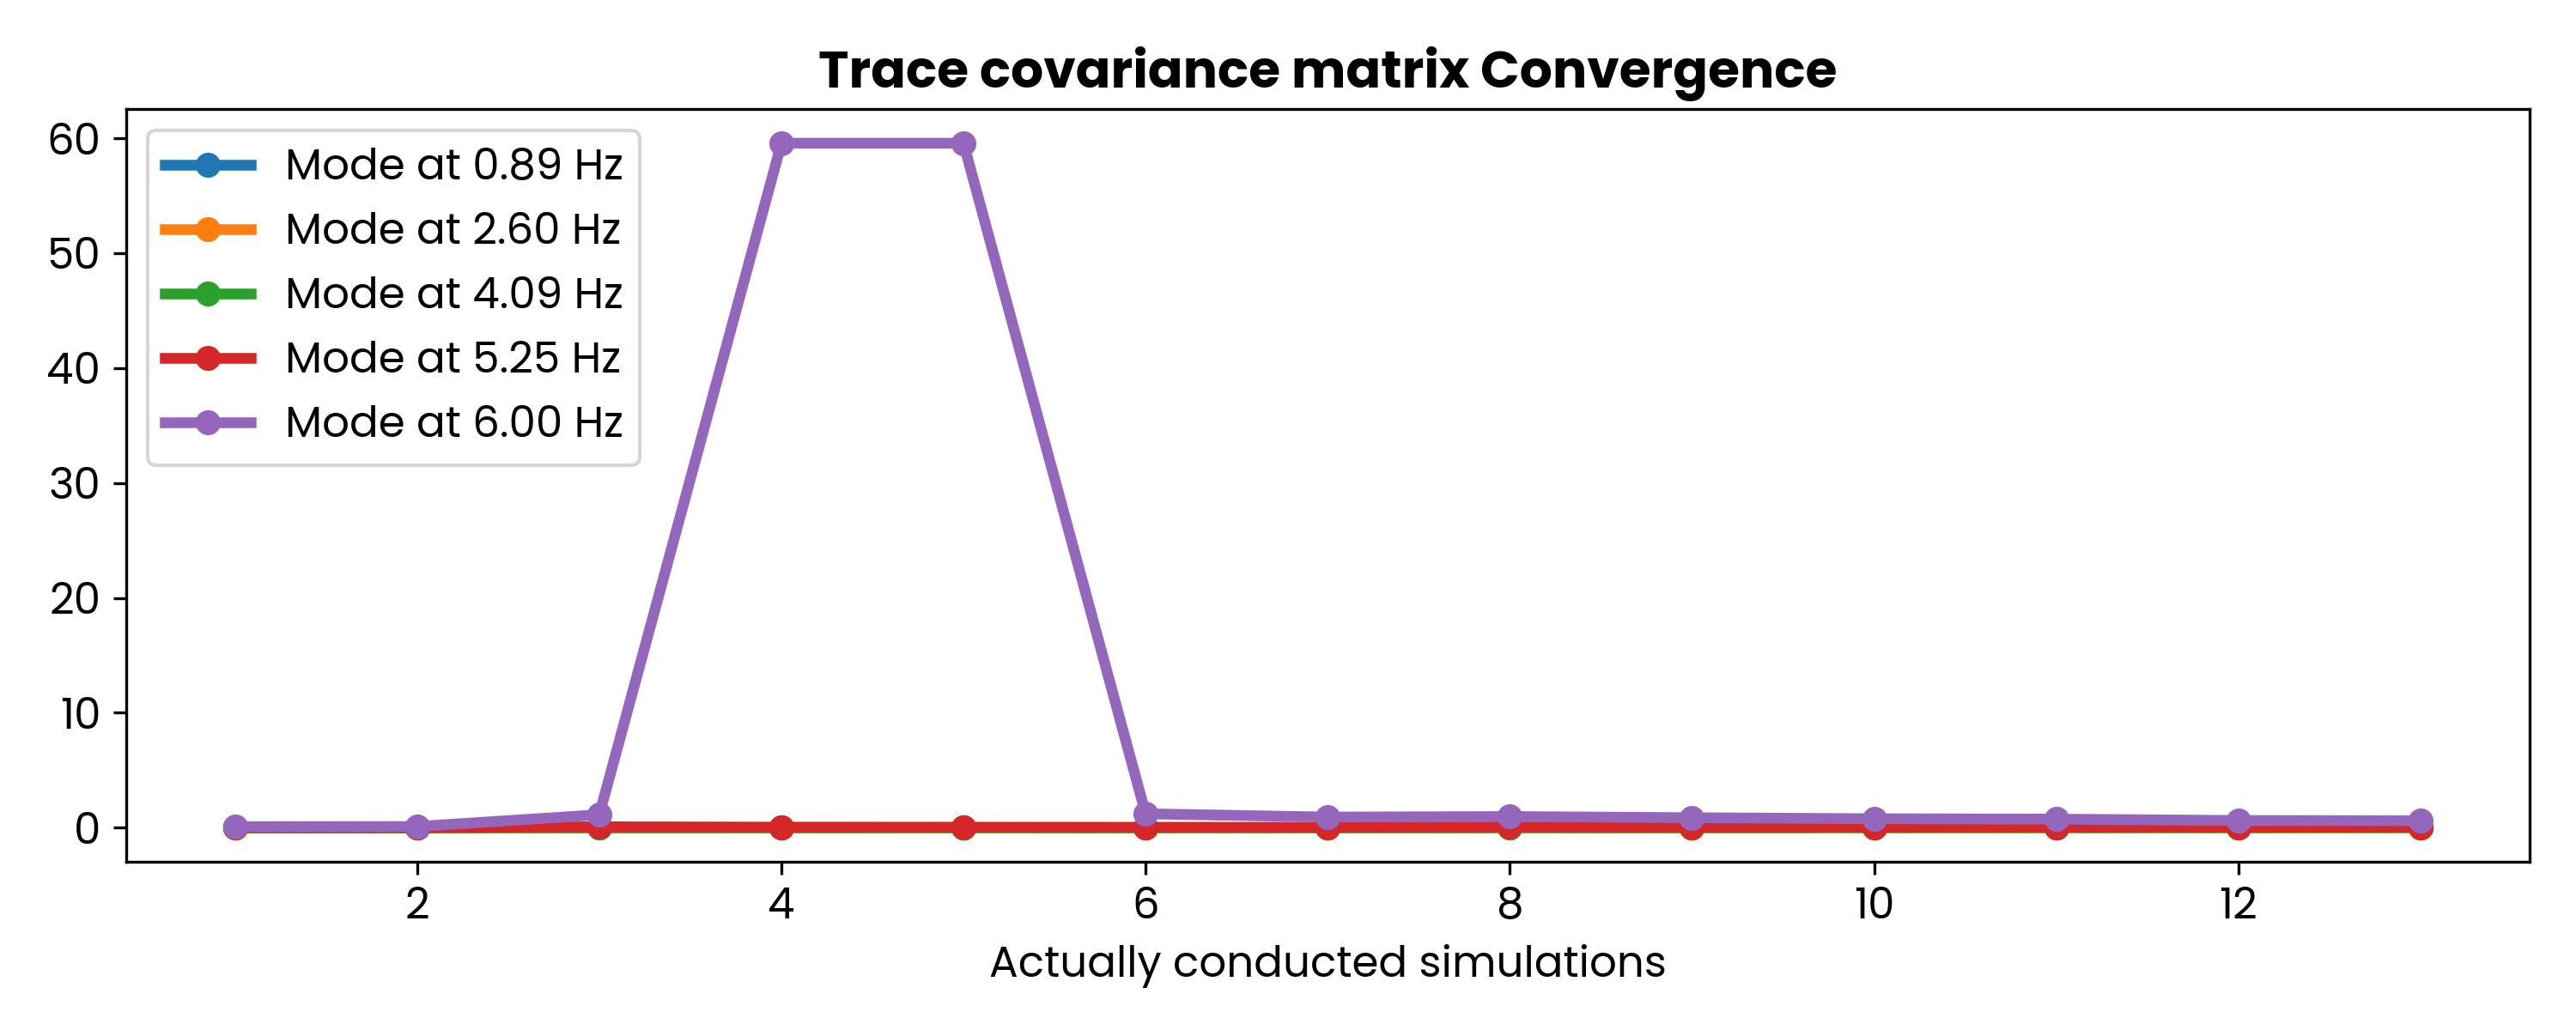 Trace covariance matrix Convergence
60
50
40
30
20
10
0
Mode at 0.89 Hz
Mode at 2.60 Hz
Mode at 4.09 Hz
Mode at 5.25 Hz
Mode at 6.00 Hz
2 4 6 8 10 12
Actually conducted simulations